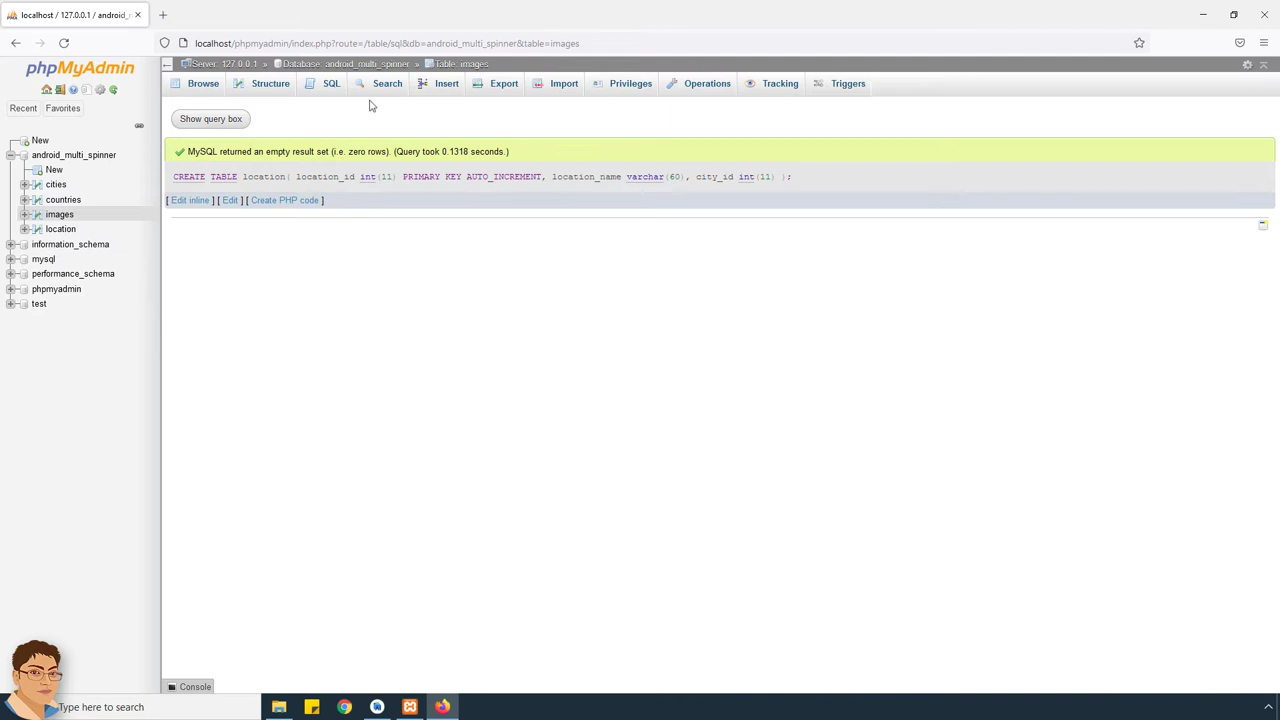 localhost / 127.0.0.1 / android_
localhost/phpmyadmin/index.php?route=/table/sql&db=android_multi_spinner&table=images
phpMyAdmin
Recent Favorites
New
android_multi_spinner
New
cities
countries
images
location
information_schema
mysql
performance_schema
phpmyadmin
test
Server: 127.0.0.1 » Database: android_multi_spinner » Table: images
Browse Structure SQL Search Insert Export Import Privileges Operations Tracking Triggers
Show query box
MySQL returned an empty result set (i.e. zero rows). (Query took 0.1318 seconds.)
CREATE TABLE location( location_id int(11) PRIMARY KEY AUTO_INCREMENT, location_name varchar(60), city_id int(11) );
[ Edit inline ] [ Edit ] [ Create PHP code ]
Console
Type here to search